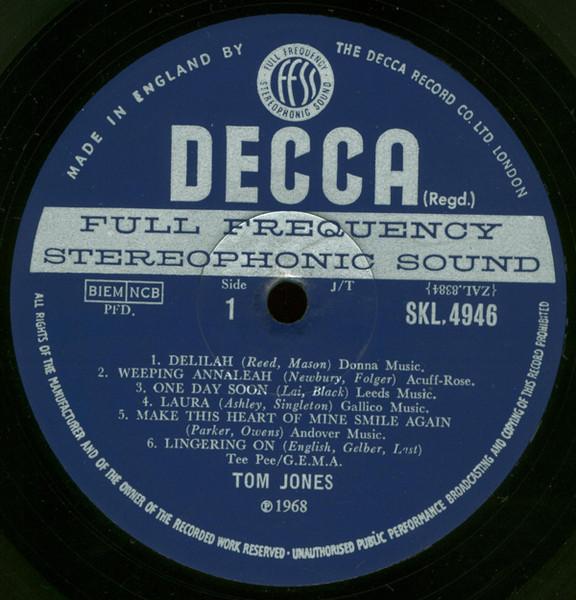 MADE IN ENGLAND BY
THE DECCA RECORD CO. LTD. LONDON
FULL FREQUENCY
ffss
STEREOPHONIC SOUND
DECCA (Regd.)
FULL FREQUENCY
STEREOPHONIC SOUND
BIEM NCB
PFD.
Side
1
J/T
{ZAL.8384}
SKL.4946
1. DELILAH (Reed, Mason) Donna Music.
2. WEEPING ANNALEAH (Newbury, Folger) Acuff-Rose.
3. ONE DAY SOON (Lai, Black) Leeds Music.
4. LAURA (Ashley, Singleton) Gallico Music.
5. MAKE THIS HEART OF MINE SMILE AGAIN
(Parker, Owens) Andover Music.
6. LINGERING ON (English, Gelber, Last)
Tee Pee/G.E.M.A.
TOM JONES
℗1968
ALL RIGHTS OF THE MANUFACTURER AND OF THE OWNER OF THE RECORDED WORK RESERVED · UNAUTHORISED PUBLIC PERFORMANCE BROADCASTING AND COPYING OF THIS RECORD PROHIBITED